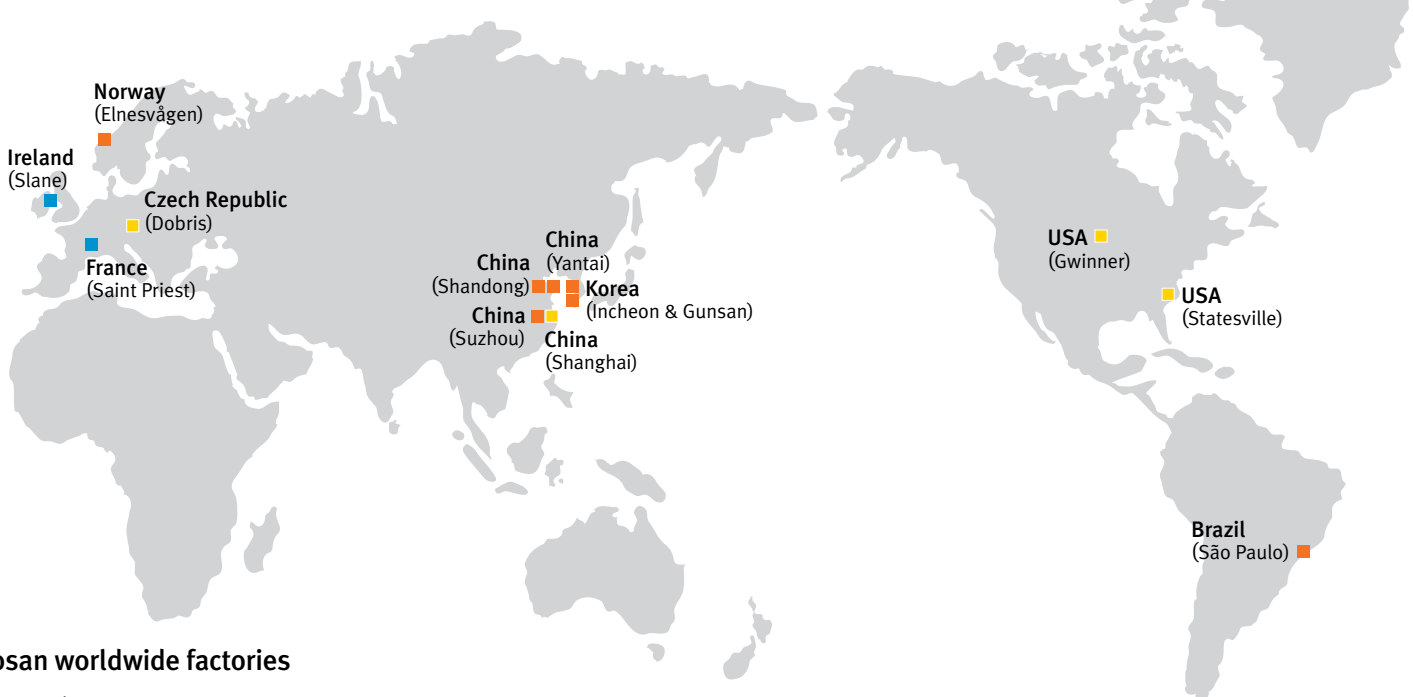 Norway
(Elnesvågen)
Ireland
(Slane)
Czech Republic
(Dobris)
France
(Saint Priest)
China
(Yantai)
China
(Shandong)
Korea
(Incheon & Gunsan)
China
(Suzhou)
China
(Shanghai)
USA
(Gwinner)
USA
(Statesville)
Brazil
(São Paulo)
osan worldwide factories